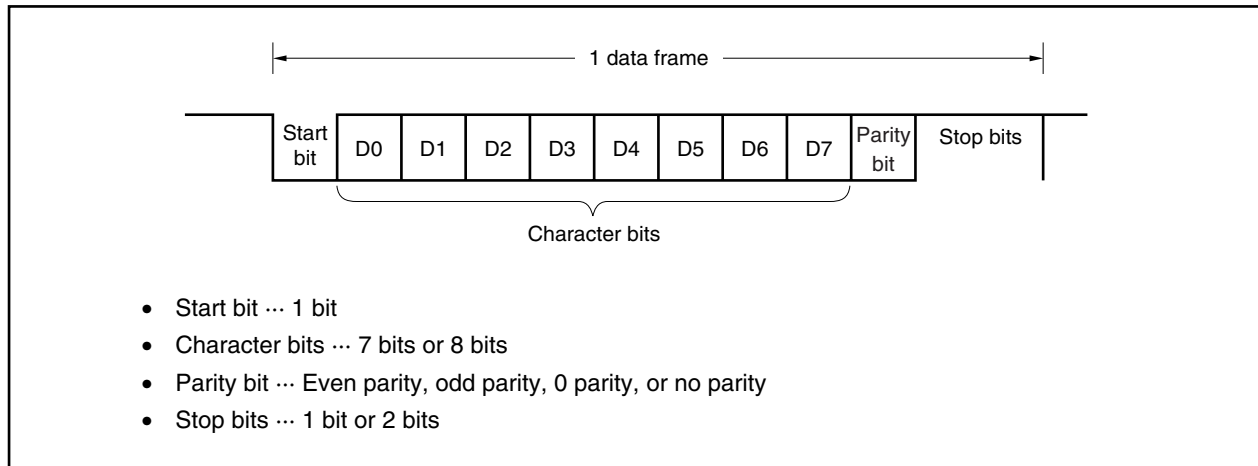 1 data frame
Start bit D0 D1 D2 D3 D4 D5 D6 D7 Parity bit Stop bits
Character bits
• Start bit ··· 1 bit
• Character bits ··· 7 bits or 8 bits
• Parity bit ··· Even parity, odd parity, 0 parity, or no parity
• Stop bits ··· 1 bit or 2 bits